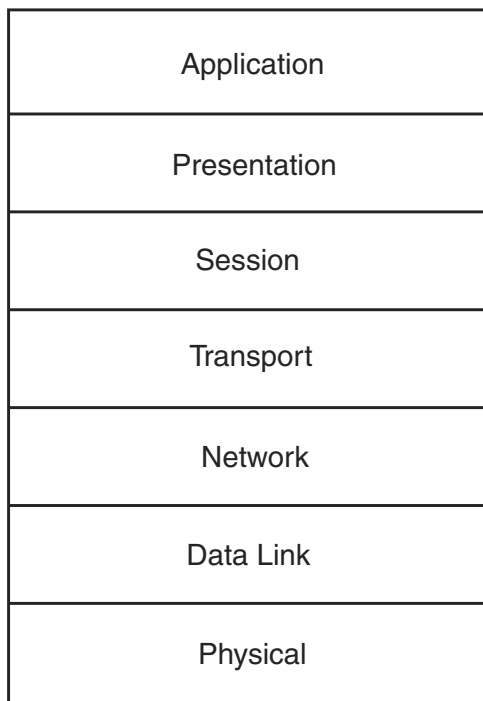 Application
Presentation
Session
Transport
Network
Data Link
Physical